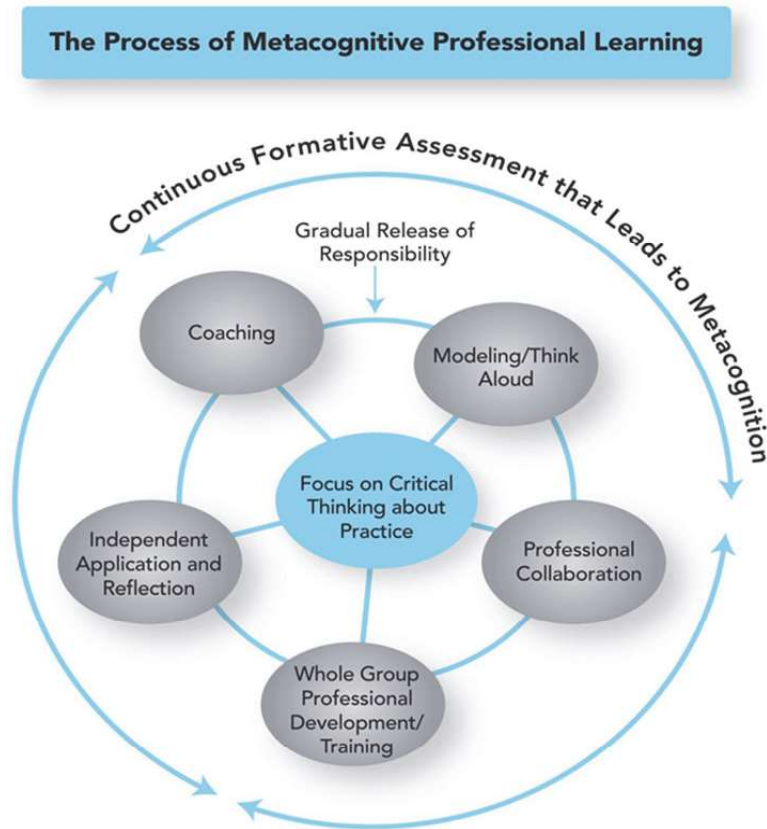 The Process of Metacognitive Professional Learning
Continuous Formative Assessment that Leads to Metacognition
Gradual Release of
Responsibility
Coaching
Modeling/Think
Aloud
Focus on Critical
Thinking about
Practice
Independent
Application and
Reflection
Professional
Collaboration
Whole Group
Professional
Development/
Training